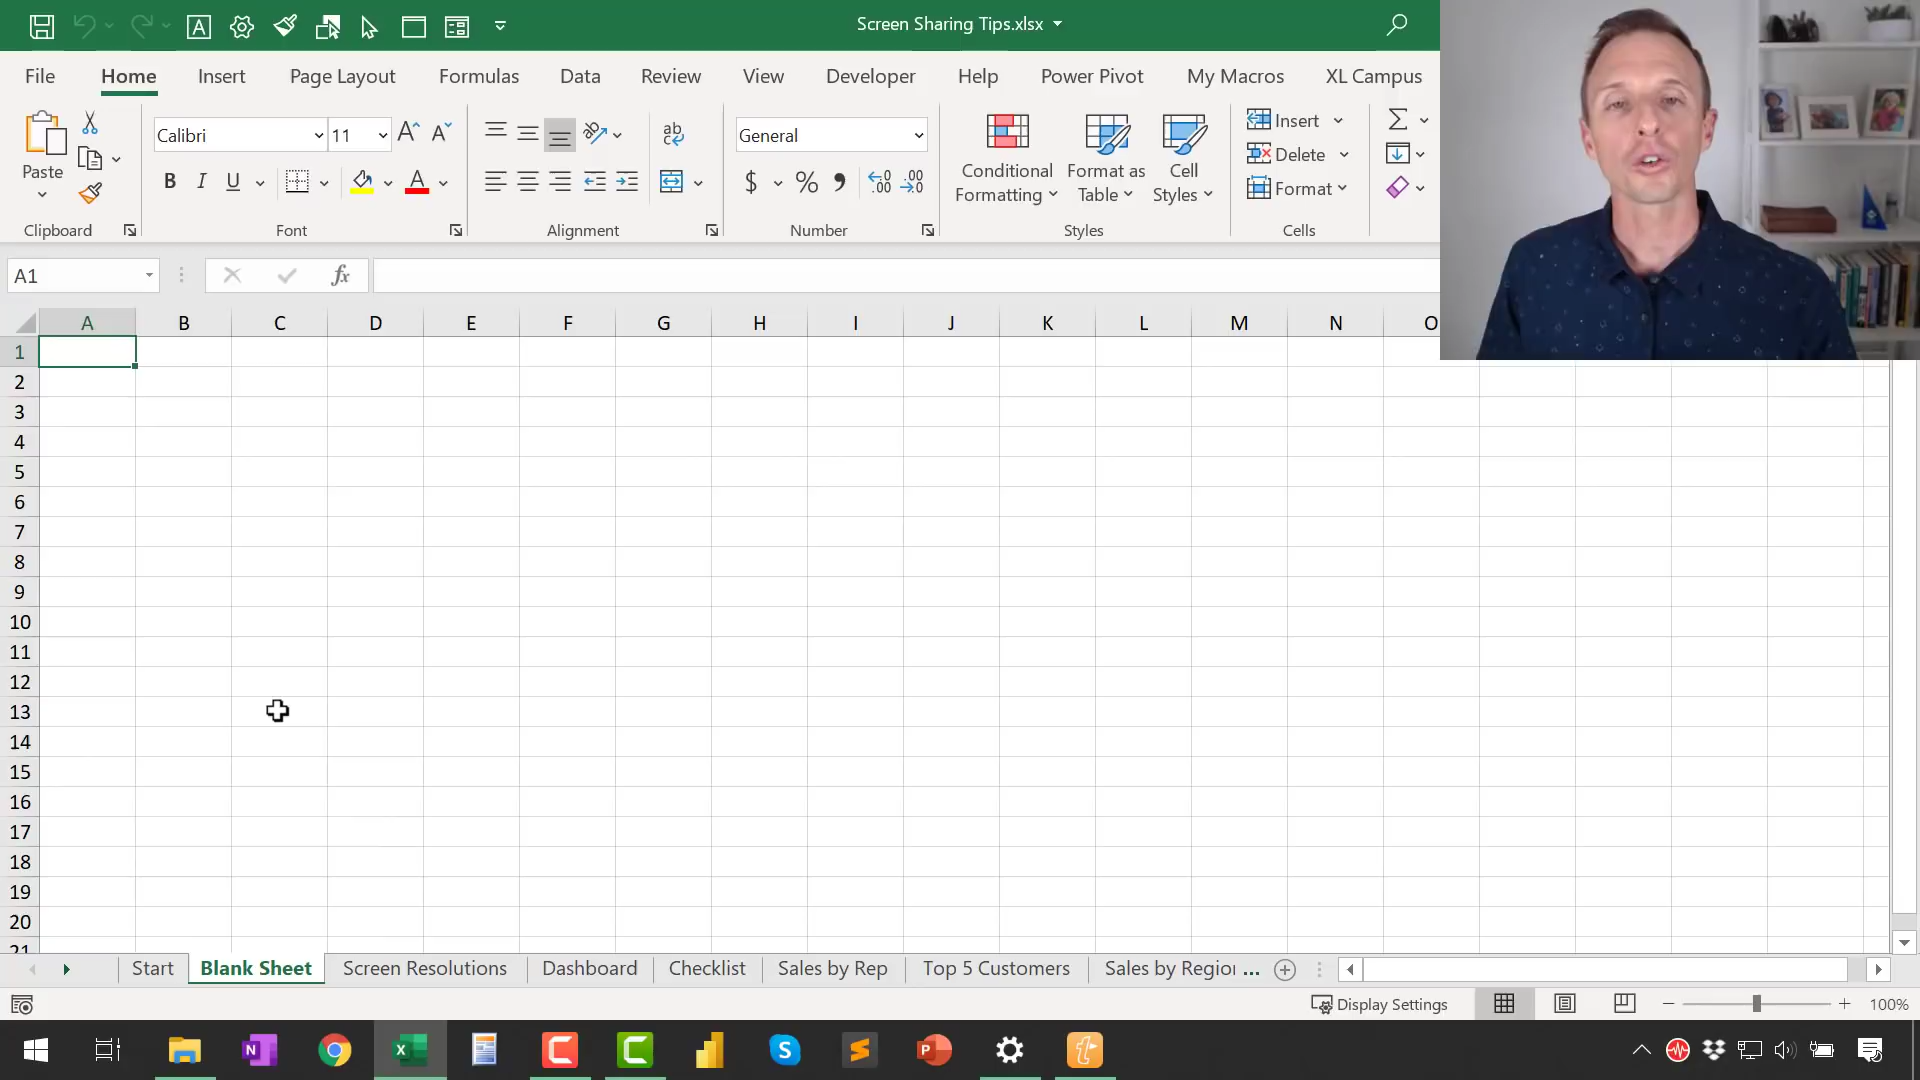 Screen Sharing Tips.xlsx
File Home Insert Page Layout Formulas Data Review View Developer Help Power Pivot My Macros XL Campus
Paste
Clipboard
Calibri 11
B I U
Font
ab
Alignment
General
$ %
Number
Conditional Formatting
Format as Table
Cell Styles
Styles
Insert
Delete
Format
Cells
A1
fx
A B C D E F G H I J K L M N O
1
2
3
4
5
6
7
8
9
10
11
12
13
14
15
16
17
18
19
20
21
Start Blank Sheet Screen Resolutions Dashboard Checklist Sales by Rep Top 5 Customers Sales by Region ...
Display Settings 100%